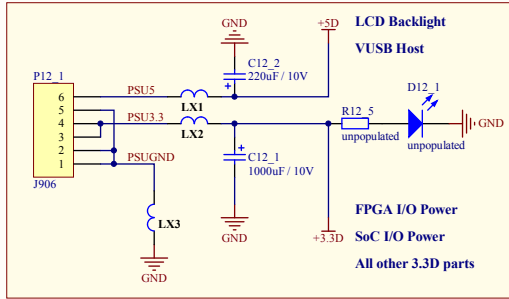 GND
+5D
LCD Backlight
VUSB Host
C12_2
220uF / 10V
P12_1
PSU5
LX1
D12_1
6
5
4
3
2
1
PSU3.3
LX2
R12_5
unpopulated
unpopulated
GND
PSUGND
C12_1
1000uF / 10V
J906
LX3
GND
GND
+3.3D
FPGA I/O Power
SoC I/O Power
All other 3.3D parts